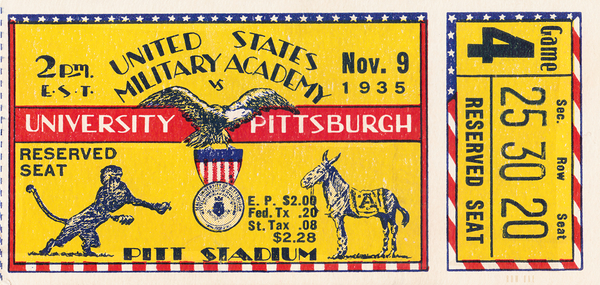 2 P.M.
E·S·T·
UNITED STATES
MILITARY ACADEMY
VS
Nov. 9
1935
UNIVERSITY PITTSBURGH
RESERVED
SEAT
E. P. $2.00
Fed. Tx .20
St. Tax .08
$2.28
A
PITT STADIUM
Game
4
Sec. Row Seat
25 30 20
RESERVED SEAT